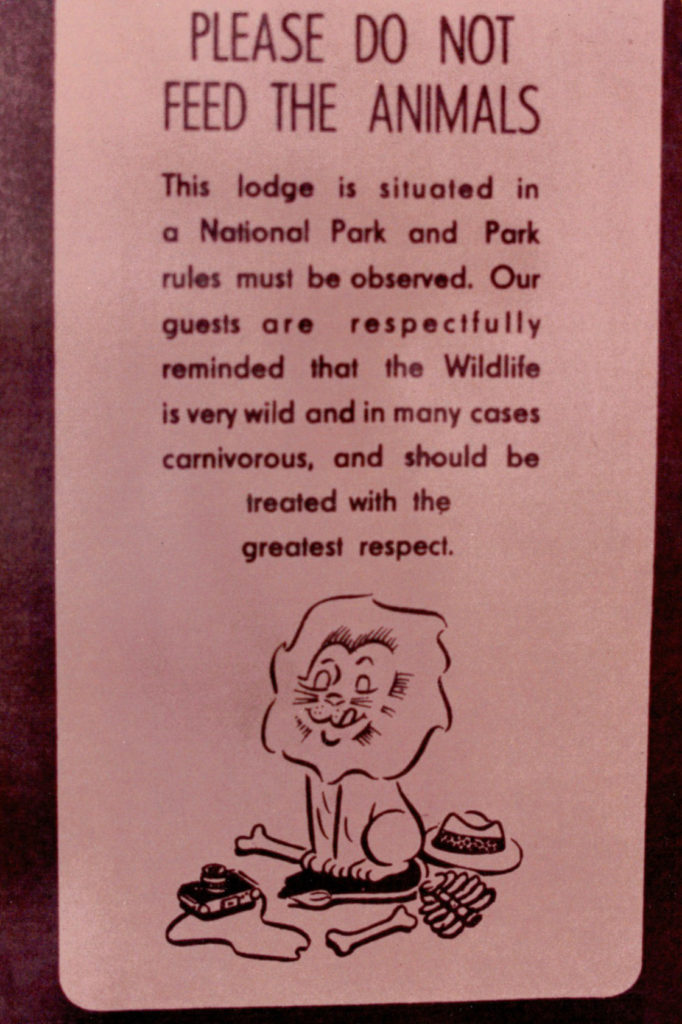 PLEASE DO NOT
FEED THE ANIMALS
This lodge is situated in
a National Park and Park
rules must be observed. Our
guests are respectfully
reminded that the Wildlife
is very wild and in many cases
carnivorous, and should be
treated with the
greatest respect.